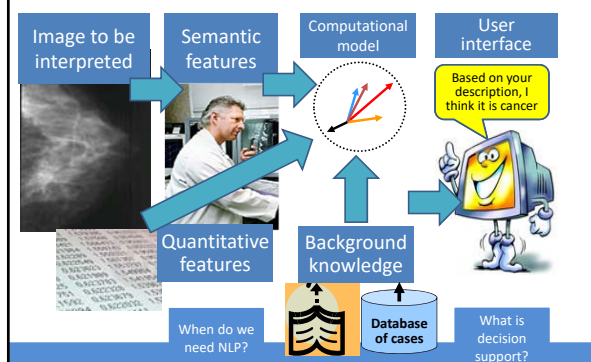 Image to be
interpreted
Semantic
features
Computational
model
User
interface
Based on your
description, I
think it is cancer
Quantitative
features
Background
knowledge
When do we
need NLP?
Database
of cases
What is
decision
support?